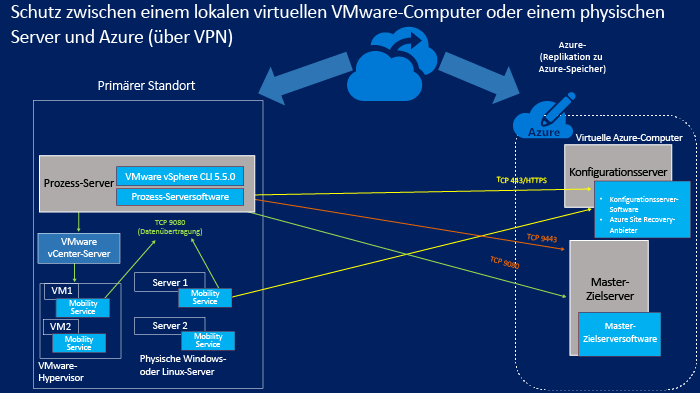 Schutz zwischen einem lokalen virtuellen VMware-Computer oder einem physischen
Server und Azure (über VPN)
Azure-
(Replikation zu
Azure-Speicher)
Primärer Standort
Azure
Virtuelle Azure-Computer
Prozess-Server
VMware vSphere CLI 5.5.0
Prozess-Serversoftware
TCP 443/HTTPS
Konfigurationsserver
Konfigurationsserver-
Software
Azure Site Recovery-
Anbieter
TCP 9080
(Datenübertragung)
TCP 9443
TCP 9080
VMware
vCenter-Server
VM1
Mobility
Service
VM2
Mobility
Service
VMware-
Hypervisor
Server 1
Mobility
Service
Server 2
Mobility
Service
Physische Windows-
oder Linux-Server
Master-
Zielserver
Master-
Zielserversoftware